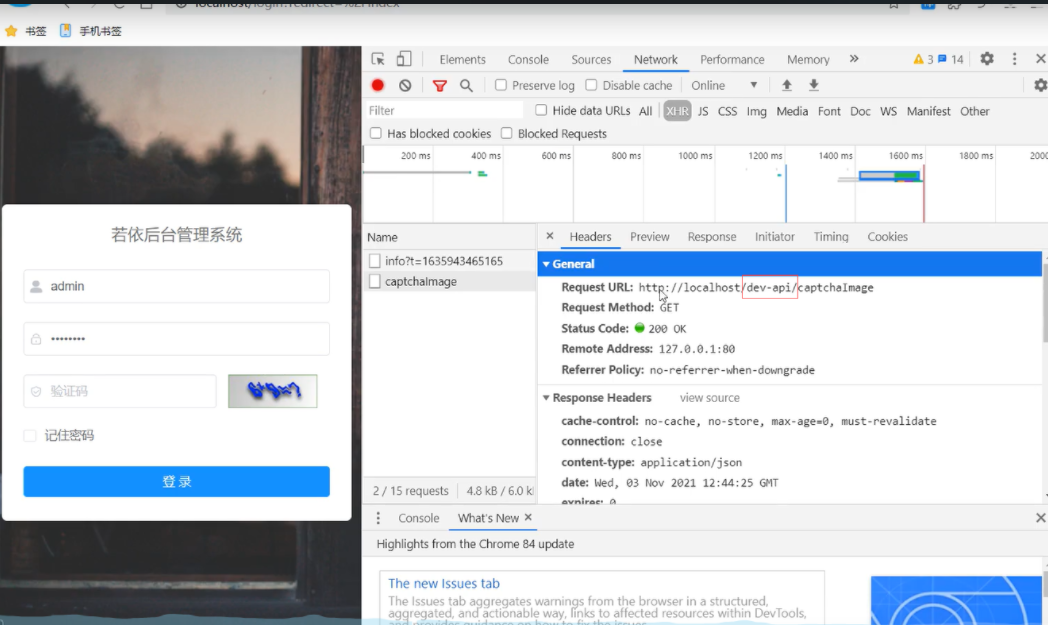 localhost/login?redirect=%2Findex
书签 手机书签
Elements Console Sources Network Performance Memory » 3 14
Preserve log Disable cache Online
Filter Hide data URLs All XHR JS CSS Img Media Font Doc WS Manifest Other
Has blocked cookies Blocked Requests
200 ms 400 ms 600 ms 800 ms 1000 ms 1200 ms 1400 ms 1600 ms 1800 ms 2000
若依后台管理系统
admin
••••••••
验证码
记住密码
登 录
Name
info?t=1635943465165
captchaImage
2 / 15 requests 4.8 kB / 6.0 k
× Headers Preview Response Initiator Timing Cookies
General
Request URL: http://localhost/dev-api/captchaImage
Request Method: GET
Status Code: 200 OK
Remote Address: 127.0.0.1:80
Referrer Policy: no-referrer-when-downgrade
Response Headers view source
cache-control: no-cache, no-store, max-age=0, must-revalidate
connection: close
content-type: application/json
date: Wed, 03 Nov 2021 12:44:25 GMT
expires: 0
Console What's New ×
Highlights from the Chrome 84 update
The new Issues tab
The Issues tab aggregates warnings from the browser in a structured,
aggregated, and actionable way, links to affected resources within DevTools,
and provides guidance on how to fix the issues.